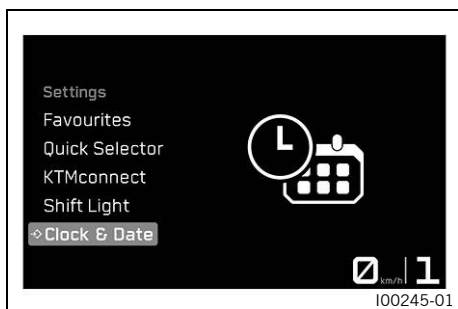 Settings
Favourites
Quick Selector
KTMconnect
Shift Light
Clock & Date
0 km/h 1
I00245-01